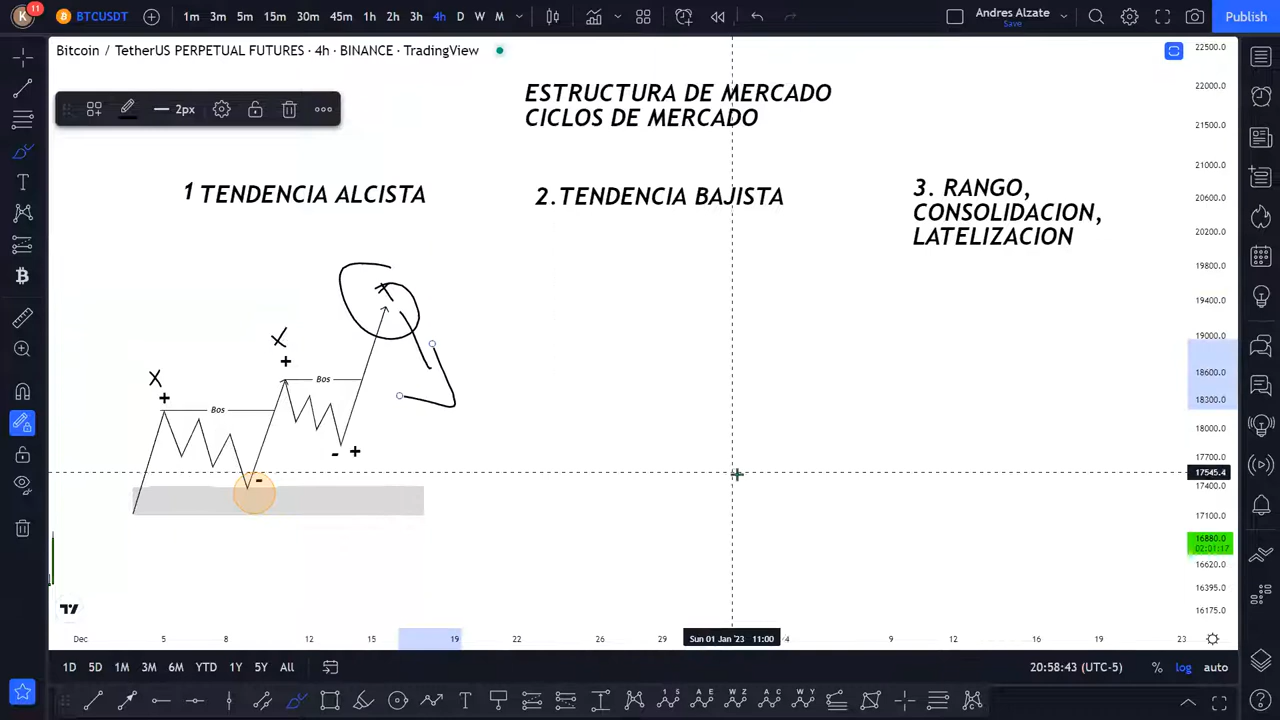 K
11
BTCUSDT
1m 3m 5m 15m 30m 45m 1h 2h 3h 4h D W M
Andres Alzate
Save
Publish
Bitcoin / TetherUS PERPETUAL FUTURES · 4h · BINANCE · TradingView
2px
ESTRUCTURA DE MERCADO
CICLOS DE MERCADO
1 TENDENCIA ALCISTA
2.TENDENCIA BAJISTA
3. RANGO,
CONSOLIDACION,
LATELIZACION
X
+
Bos
X
+
Bos
X
-
- +
22500.0
22000.0
21500.0
21000.0
20600.0
20200.0
19800.0
19400.0
19000.0
18600.0
18300.0
18000.0
17700.0
17545.4
17400.0
17100.0
16880.0
02:01:17
16620.0
16395.0
16175.0
Dec 5 8 12 15 19 22 26 29 Sun 01 Jan '23 11:00 4 9 12 19 23
1D 5D 1M 3M 6M YTD 1Y 5Y All
20:58:43 (UTC-5) % log auto
1 S A E W Z A C W Y